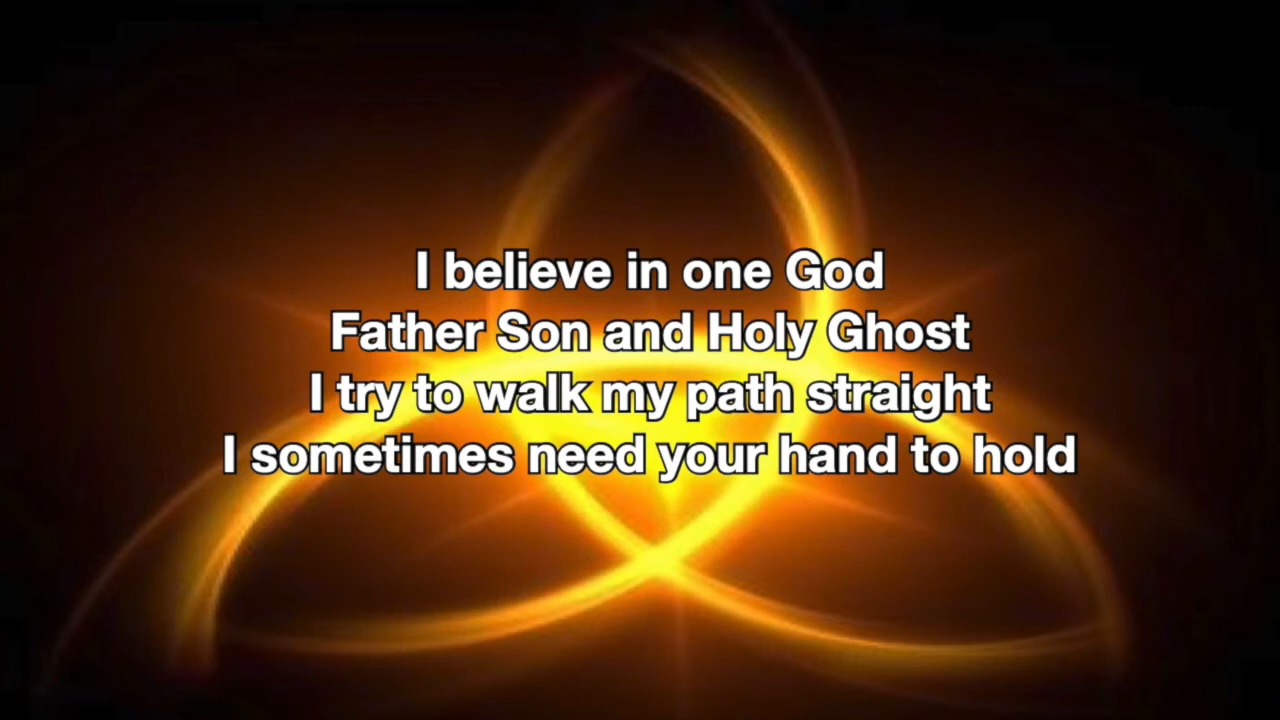 I believe in one God
Father Son and Holy Ghost
I try to walk my path straight
I sometimes need your hand to hold